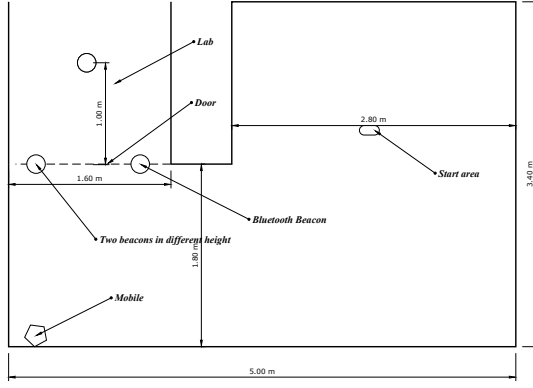 Lab
1.00 m
Door
2.80 m
3.40 m
Start area
1.60 m
Bluetooth Beacon
Two beacons in different height
1.80 m
Mobile
5.00 m